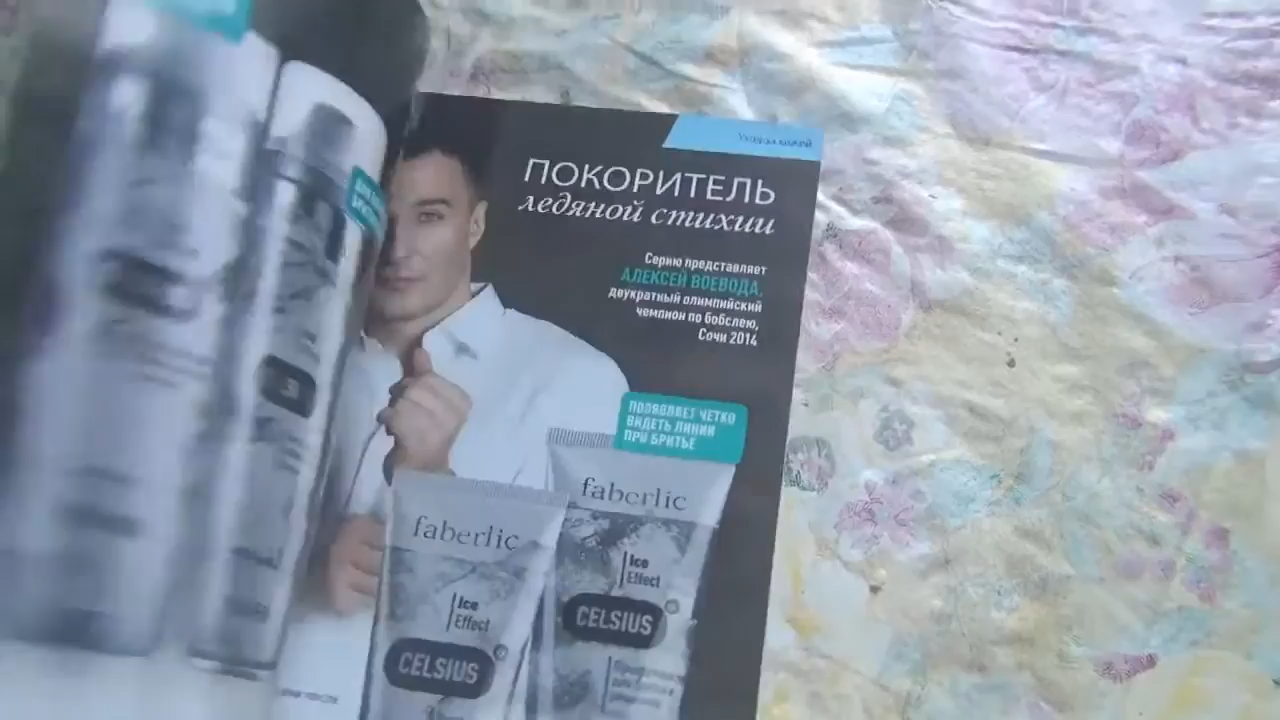 ПОКОРИТЕЛЬ
ледяной стихии
Серию представляет
АЛЕКСЕЙ ВОЕВОДА,
двукратный олимпийский
чемпион по бобслею,
Сочи 2014
ПОЗВОЛЯЕТ ЧЕТКО
ВИДЕТЬ ЛИНИИ
ПРИ БРИТЬЕ
faberlic
Ice
Effect
CELSIUS
faberlic
Ice
Effect
CELSIUS